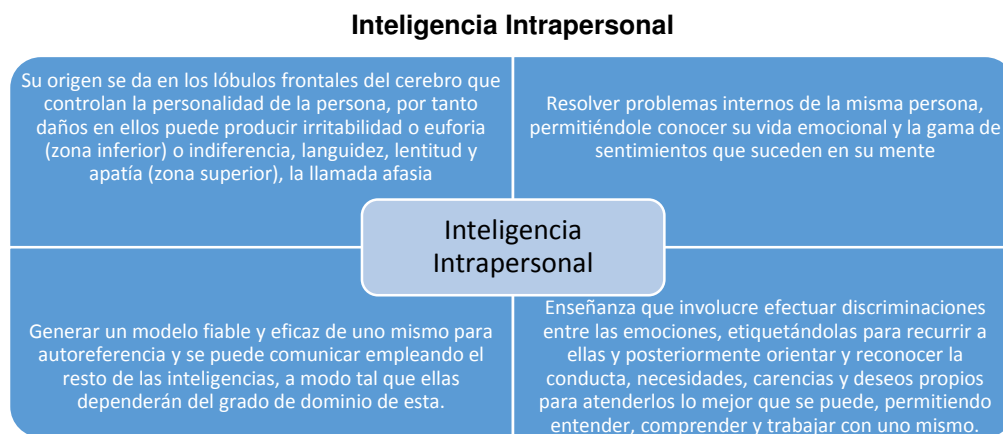 Inteligencia Intrapersonal
Su origen se da en los lóbulos frontales del cerebro que
controlan la personalidad de la persona, por tanto
daños en ellos puede producir irritabilidad o euforia
(zona inferior) o indiferencia, languidez, lentitud y
apatía (zona superior), la llamada afasia
Resolver problemas internos de la misma persona,
permitiéndole conocer su vida emocional y la gama de
sentimientos que suceden en su mente
Inteligencia
Intrapersonal
Generar un modelo fiable y eficaz de uno mismo para
autoreferencia y se puede comunicar empleando el
resto de las inteligencias, a modo tal que ellas
dependerán del grado de dominio de esta.
Enseñanza que involucre efectuar discriminaciones
entre las emociones, etiquetándolas para recurrir a
ellas y posteriormente orientar y reconocer la
conducta, necesidades, carencias y deseos propios
para atenderlos lo mejor que se puede, permitiendo
entender, comprender y trabajar con uno mismo.